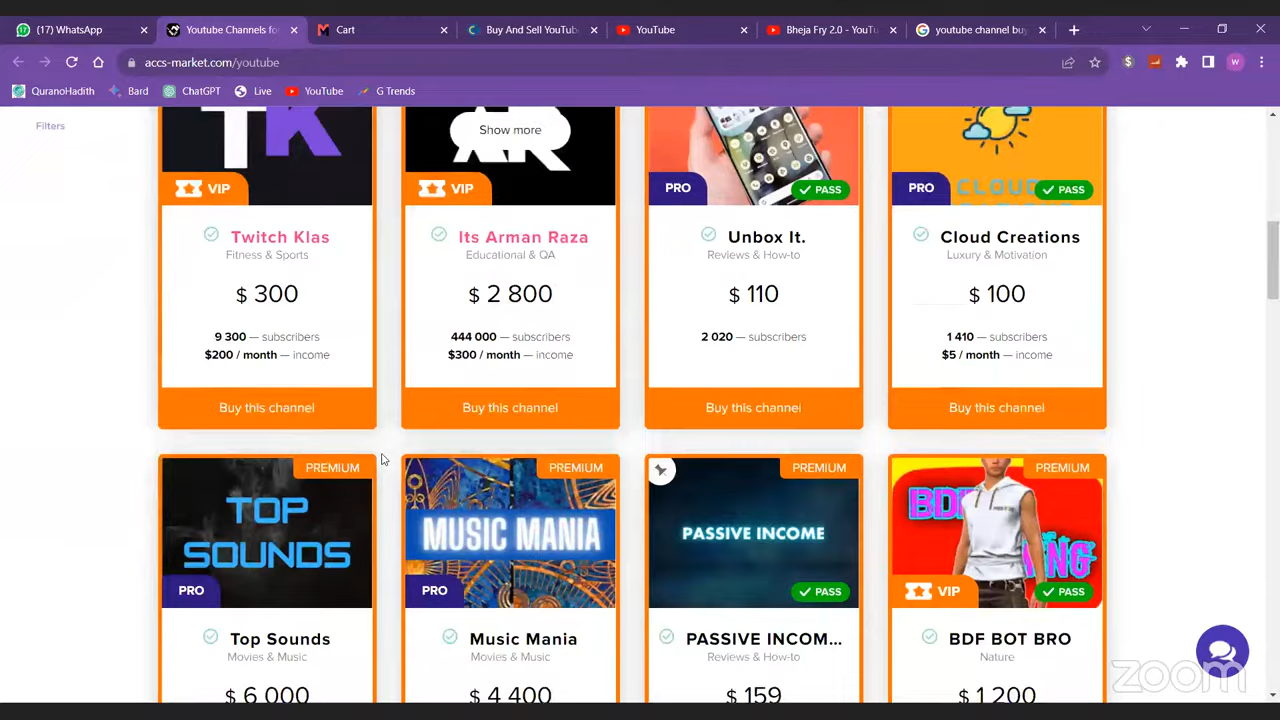 (17) WhatsApp
Youtube Channels fo
Cart
Buy And Sell YouTub
YouTube
Bheja Fry 2.0 - YouTu
youtube channel buy
accs-market.com/youtube
QuranoHadith
Bard
ChatGPT
Live
YouTube
G Trends
Filters
TK
Show more
VIP
VIP
PRO
PASS
PRO
CLOUD
PASS
Twitch Klas
Fitness & Sports
$ 300
9 300 — subscribers
$200 / month — income
Buy this channel
Its Arman Raza
Educational & QA
$ 2 800
444 000 — subscribers
$300 / month — income
Buy this channel
Unbox It.
Reviews & How-to
$ 110
2 020 — subscribers
Buy this channel
Cloud Creations
Luxury & Motivation
$ 100
1 410 — subscribers
$5 / month — income
Buy this channel
PREMIUM
TOP
SOUNDS
PRO
Top Sounds
Movies & Music
$ 6 000
PREMIUM
MUSIC MANIA
PRO
Music Mania
Movies & Music
$ 4 400
PREMIUM
PASSIVE INCOME
PASS
PASSIVE INCOM...
Reviews & How-to
$ 159
PREMIUM
VIP
PASS
BDF BOT BRO
Nature
$ 1 200
zoom